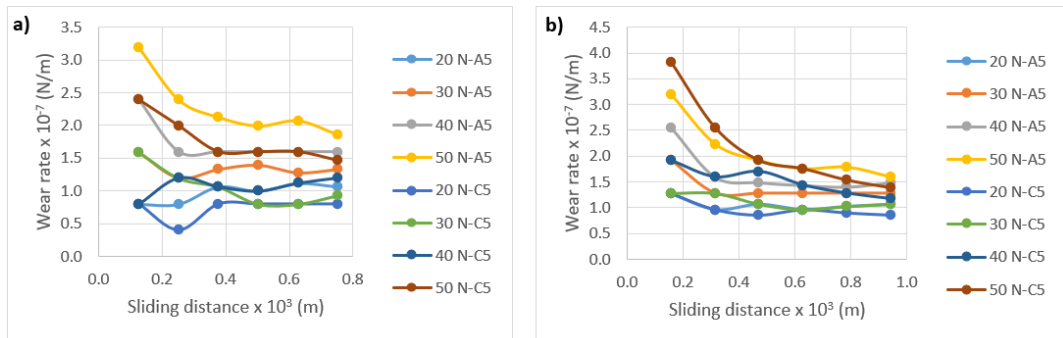 a)
Wear rate x 10⁻⁷ (N/m)
3.5
3.0
2.5
2.0
1.5
1.0
0.5
0.0
0.0 0.2 0.4 0.6 0.8
Sliding distance x 10³ (m)
20 N-A5
30 N-A5
40 N-A5
50 N-A5
20 N-C5
30 N-C5
40 N-C5
50 N-C5
b)
Wear rate x 10⁻⁷ (N/m)
4.5
4.0
3.5
3.0
2.5
2.0
1.5
1.0
0.5
0.0
0.0 0.2 0.4 0.6 0.8 1.0
Sliding distance x 10³ (m)
20 N-A5
30 N-A5
40 N-A5
50 N-A5
20 N-C5
30 N-C5
40 N-C5
50 N-C5